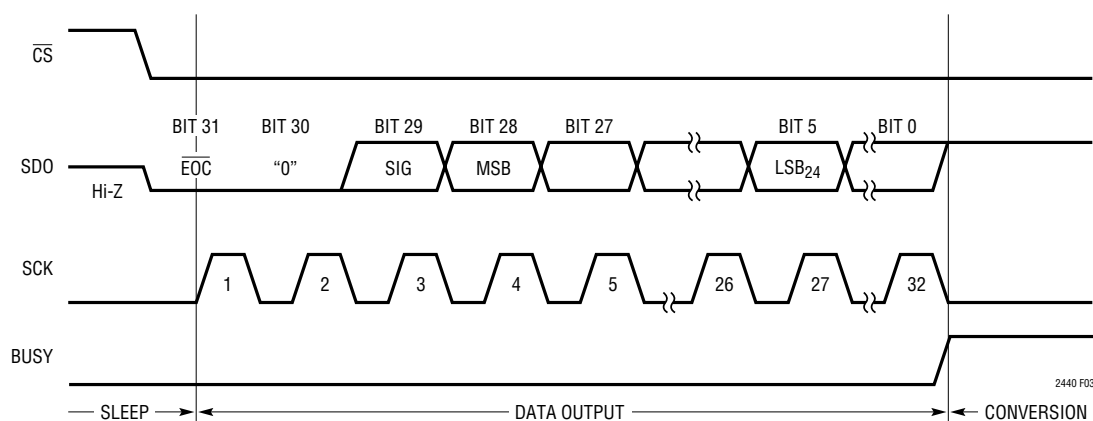 CS
BIT 31 BIT 30 BIT 29 BIT 28 BIT 27 BIT 5 BIT 0
SDO EOC “0” SIG MSB LSB24
Hi-Z
SCK 1 2 3 4 5 26 27 32
BUSY
2440 F03
SLEEP DATA OUTPUT CONVERSION